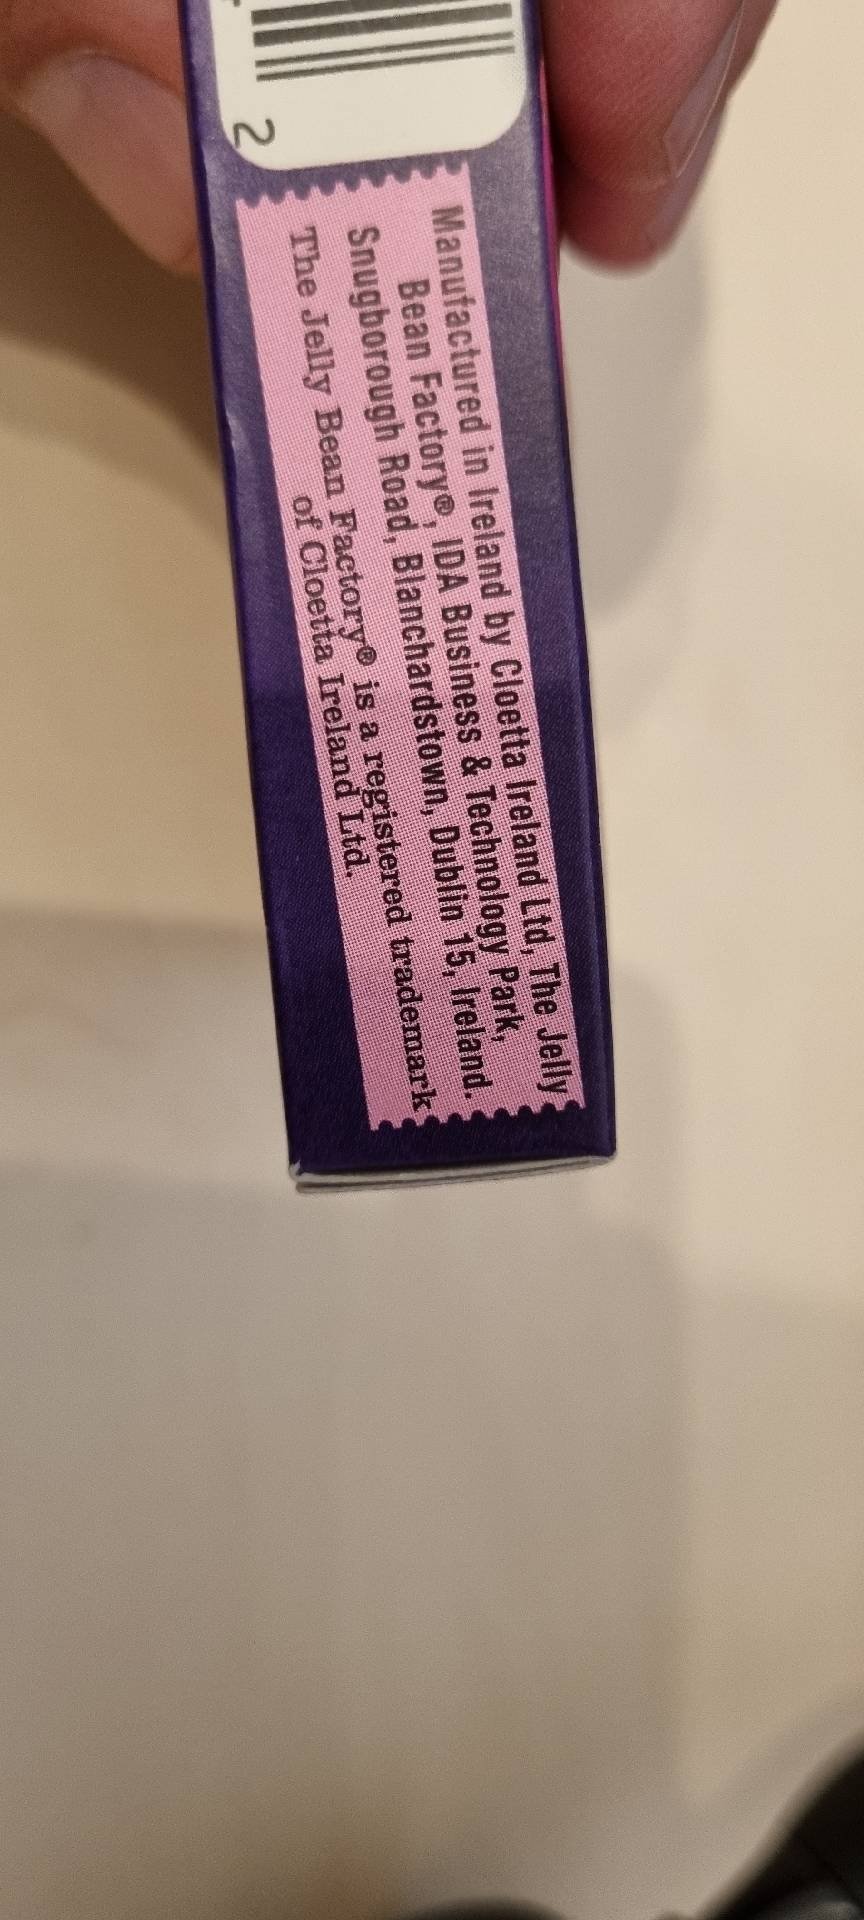 2
Manufactured in Ireland by Cloetta Ireland Ltd, The Jelly
Bean Factory®, IDA Business & Technology Park,
Snugborough Road, Blanchardstown, Dublin 15, Ireland.
The Jelly Bean Factory® is a registered trademark
of Cloetta Ireland Ltd.